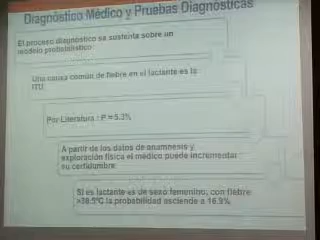 Diagnóstico Médico y Pruebas Diagnósticas
El proceso diagnóstico se sustenta sobre un
modelo probabilístico.
Una causa común de fiebre en el lactante es la
ITU
Por Literatura : P = 5.3%
A partir de los datos de anamnesis y
exploración física el médico puede incrementar
su certidumbre
Si es lactante es de sexo femenino, con fiebre
>38.5ºC la probabilidad asciende a 16.9%